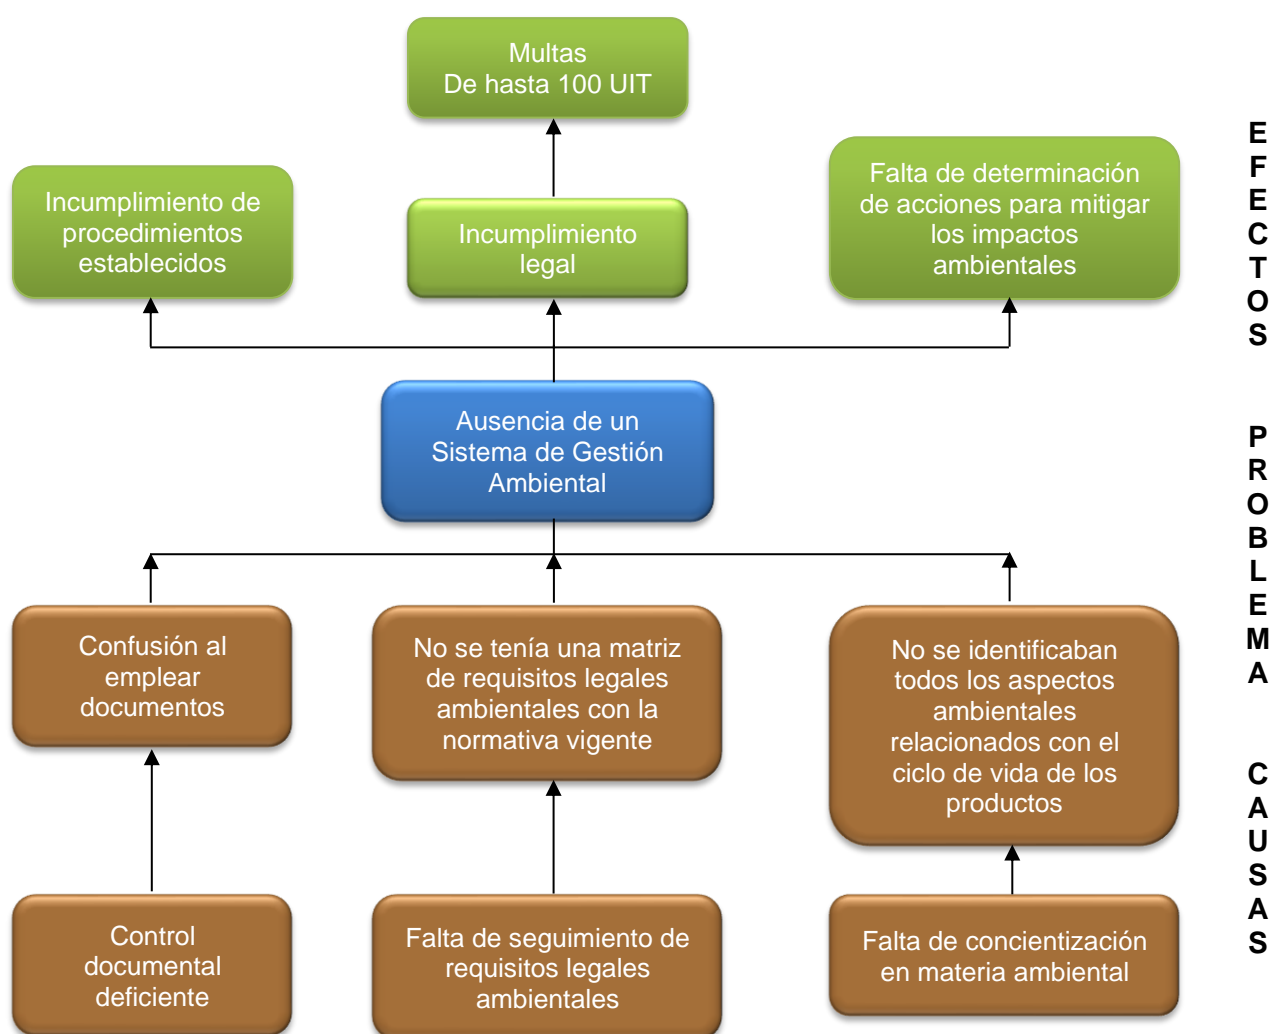 Multas
De hasta 100 UIT
Incumplimiento de
procedimientos
establecidos
Incumplimiento
legal
Falta de determinación
de acciones para mitigar
los impactos
ambientales
EFECTOS
Ausencia de un
Sistema de Gestión
Ambiental
PROBLEMA
Confusión al
emplear
documentos
No se tenía una matriz
de requisitos legales
ambientales con la
normativa vigente
No se identificaban
todos los aspectos
ambientales
relacionados con el
ciclo de vida de los
productos
CAUSAS
Control
documental
deficiente
Falta de seguimiento de
requisitos legales
ambientales
Falta de concientización
en materia ambiental